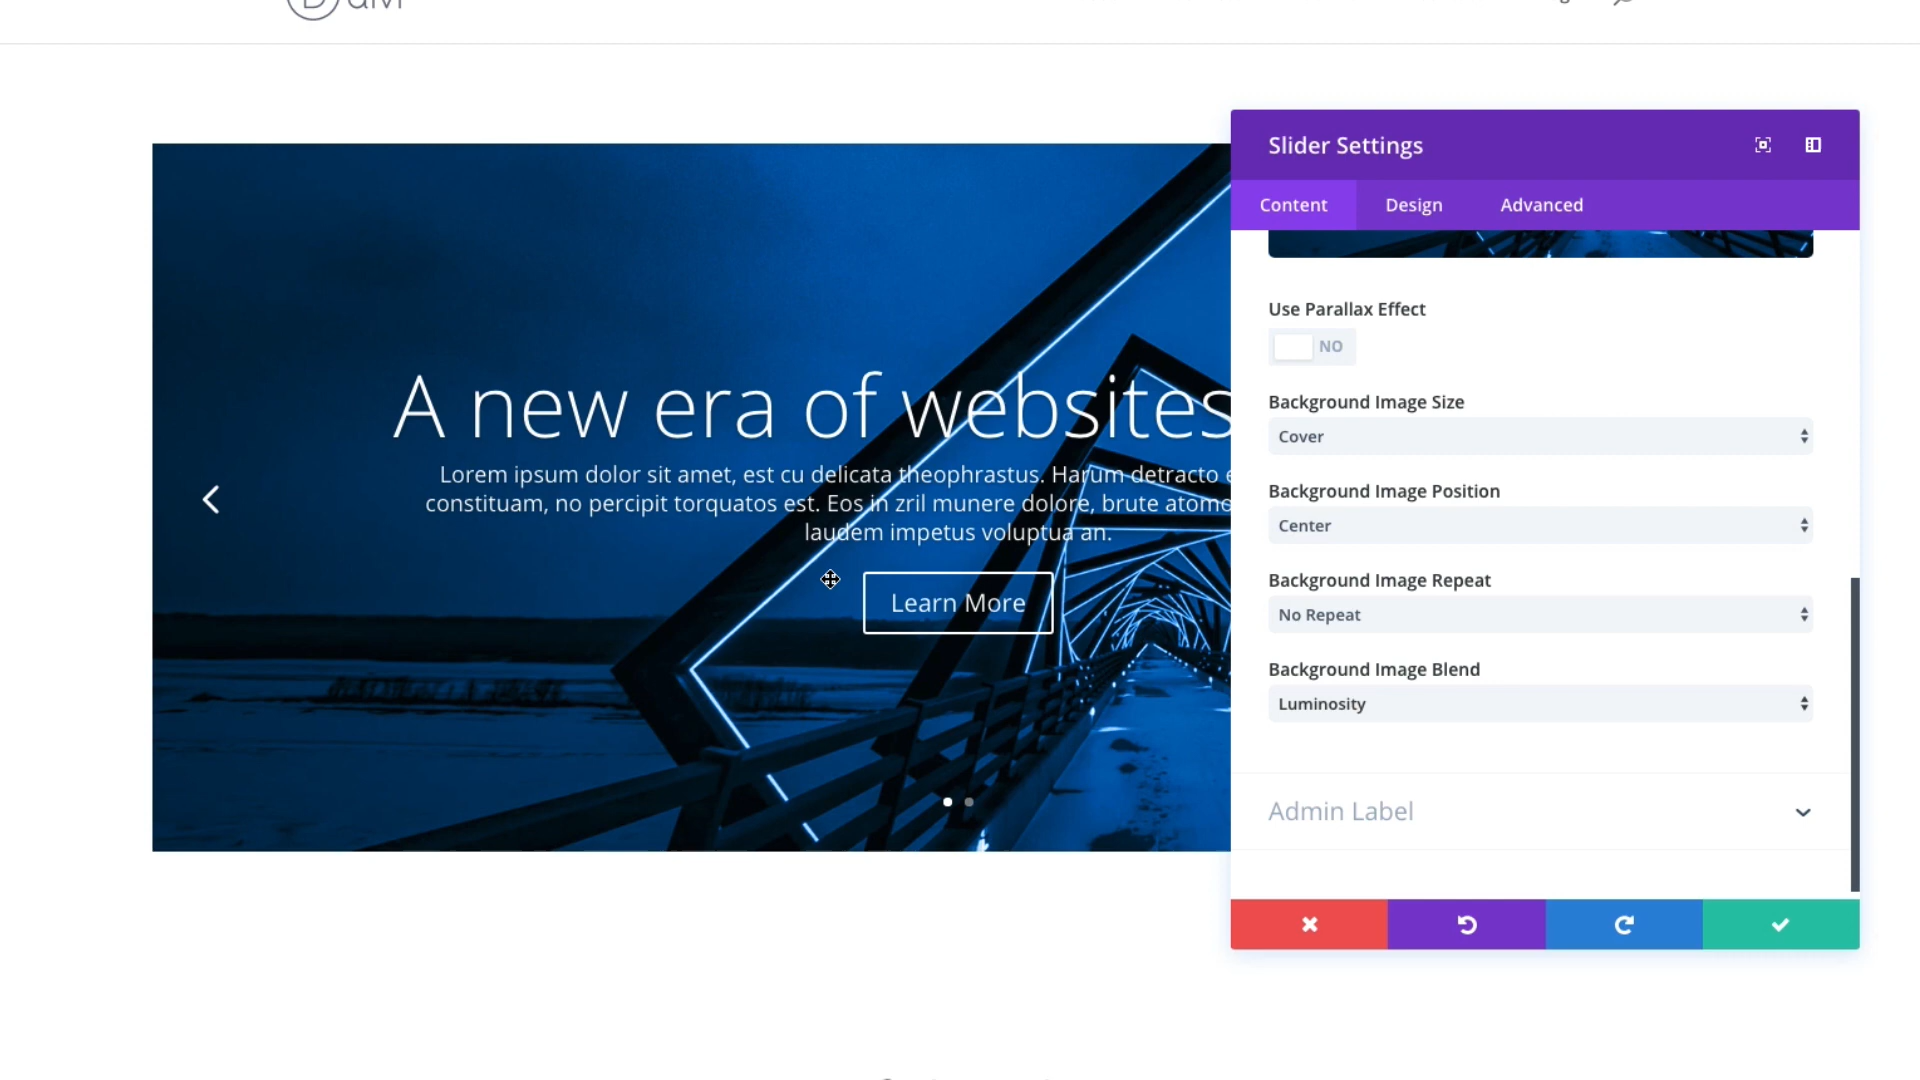 Slider Settings
Content
Design
Advanced
Use Parallax Effect
NO
Background Image Size
Cover
Background Image Position
Center
Background Image Repeat
No Repeat
Background Image Blend
Luminosity
Admin Label
A new era of websites
Lorem ipsum dolor sit amet, est cu delicata theophrastus. Harum detracto
constituam, no percipit torquatos est. Eos in zril munere dolore, brute atomo
laudem impetus voluptua an.
Learn More